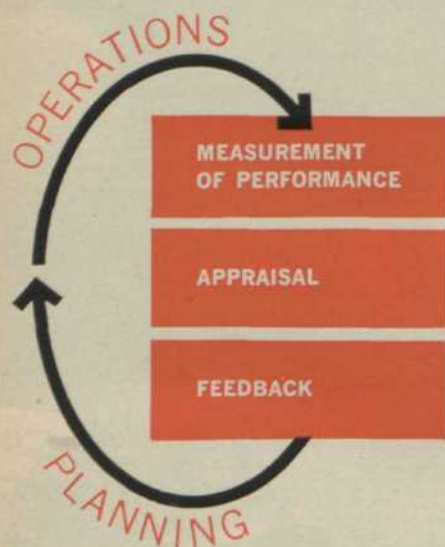 OPERATIONS
MEASUREMENT
OF PERFORMANCE
APPRAISAL
FEEDBACK
PLANNING